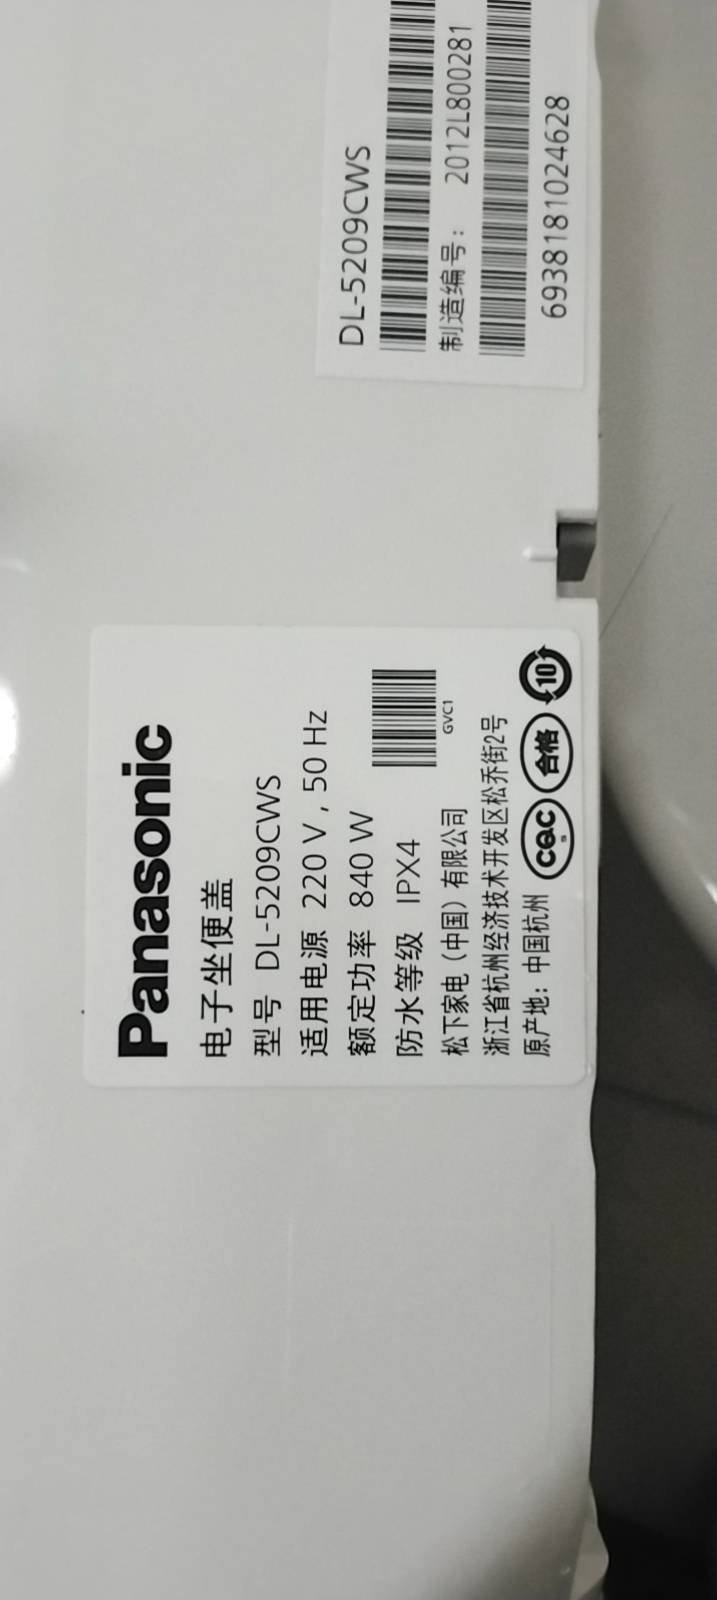 Panasonic
电子坐便盖
型号 DL-5209CWS
适用电源 220 V , 50 Hz
额定功率 840 W
防水等级 IPX4
GVC1
松下家电（中国）有限公司
浙江省杭州经济技术开发区松乔街2号
原产地：中国杭州
CQC
合格
10
DL-5209CWS
制造编号： 2012L800281
6938181024628